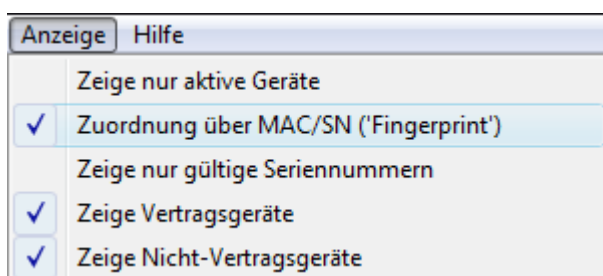 Anzeige Hilfe
Zeige nur aktive Geräte
Zuordnung über MAC/SN ('Fingerprint')
Zeige nur gültige Seriennummern
Zeige Vertragsgeräte
Zeige Nicht-Vertragsgeräte